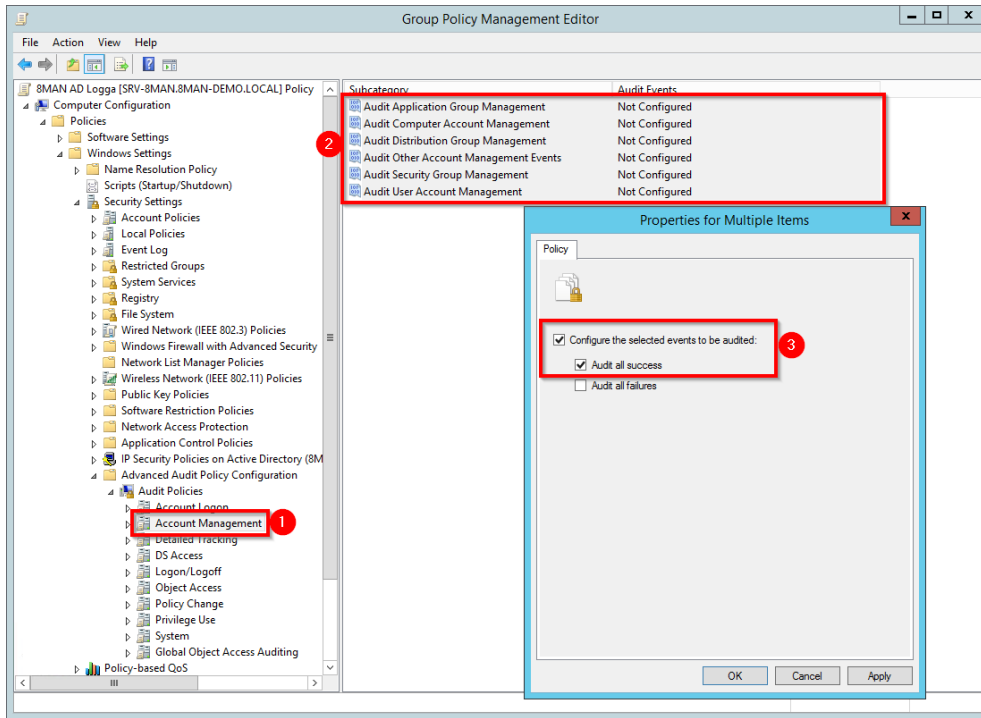 Group Policy Management Editor
File Action View Help
8MAN AD Logga [SRV-8MAN.8MAN-DEMO.LOCAL] Policy
Computer Configuration
Policies
Software Settings
Windows Settings
Name Resolution Policy
Scripts (Startup/Shutdown)
Security Settings
Account Policies
Local Policies
Event Log
Restricted Groups
System Services
Registry
File System
Wired Network (IEEE 802.3) Policies
Windows Firewall with Advanced Security
Network List Manager Policies
Wireless Network (IEEE 802.11) Policies
Public Key Policies
Software Restriction Policies
Network Access Protection
Application Control Policies
IP Security Policies on Active Directory (8M
Advanced Audit Policy Configuration
Audit Policies
Account Logon
Account Management
1
Detailed Tracking
DS Access
Logon/Logoff
Object Access
Policy Change
Privilege Use
System
Global Object Access Auditing
Policy-based QoS
Subcategory Audit Events
2
Audit Application Group Management Not Configured
Audit Computer Account Management Not Configured
Audit Distribution Group Management Not Configured
Audit Other Account Management Events Not Configured
Audit Security Group Management Not Configured
Audit User Account Management Not Configured
Properties for Multiple Items
Policy
Configure the selected events to be audited:
3
Audit all success
Audit all failures
OK Cancel Apply